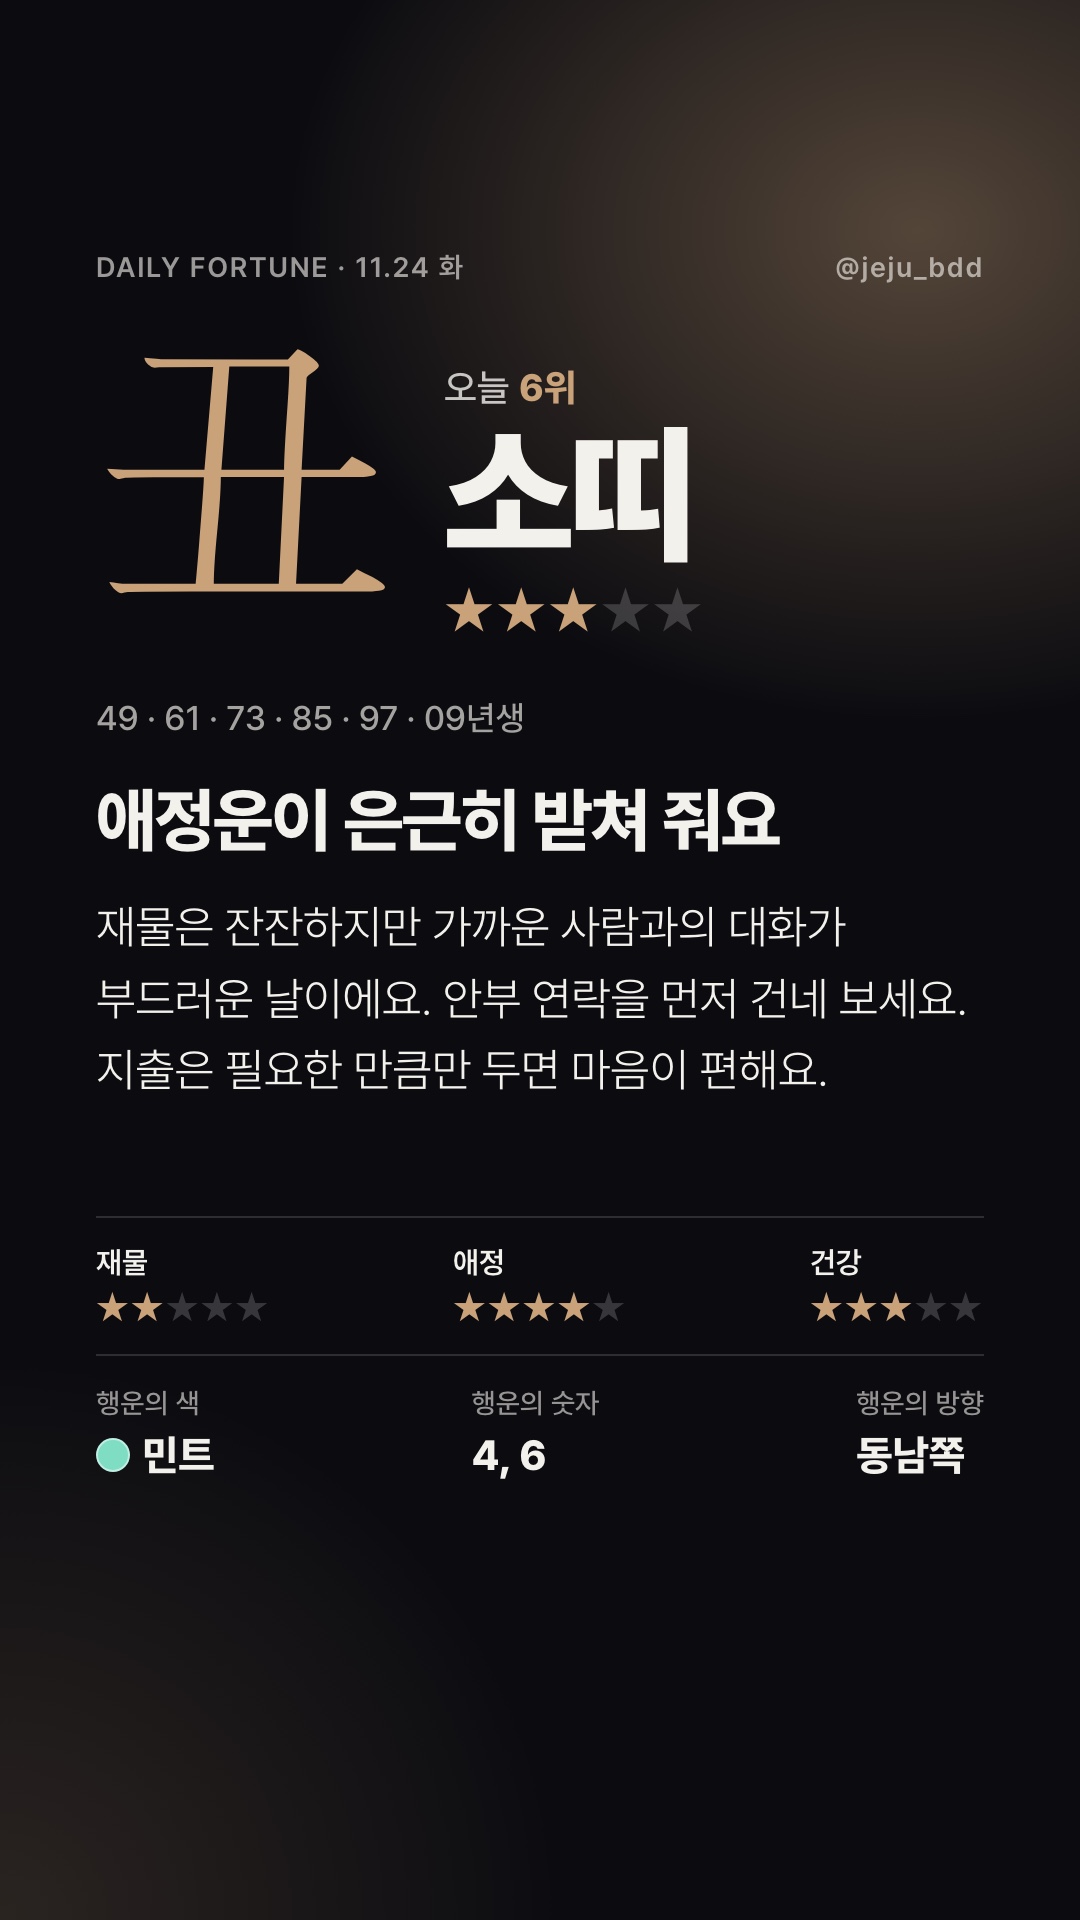 DAILY FORTUNE · 11.24 화
@jeju_bdd
丑
오늘 6위
소띠
★★★★★
49 · 61 · 73 · 85 · 97 · 09년생
애정운이 은근히 받쳐 줘요
재물은 잔잔하지만 가까운 사람과의 대화가
부드러운 날이에요. 안부 연락을 먼저 건네 보세요.
지출은 필요한 만큼만 두면 마음이 편해요.
재물 애정 건강
★★★★★ ★★★★★ ★★★★★
행운의 색 행운의 숫자 행운의 방향
민트 4, 6 동남쪽